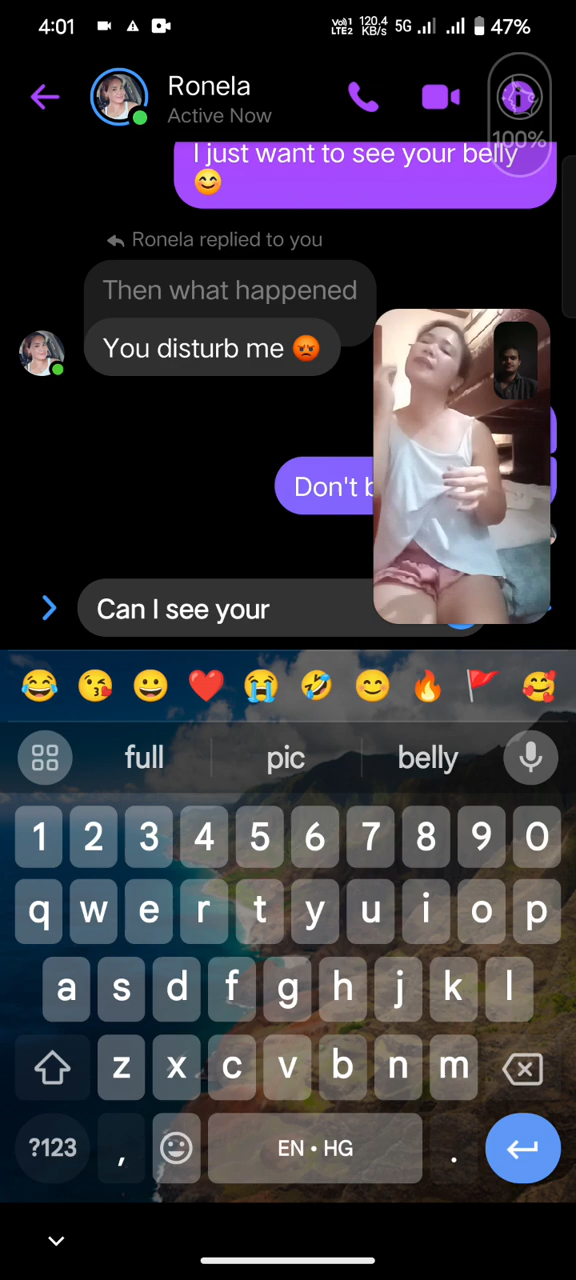 4:01
Vo)) LTE2 120.4 KB/s 5G 47%
Ronela
Active Now
100%
I just want to see your belly
😊
Ronela replied to you
Then what happened
You disturb me 😡
Don't
Can I see your
😂 😘 😀 ❤️ 😭 🤣 😊 🔥 🚩 🥰
full pic belly
1 2 3 4 5 6 7 8 9 0
q w e r t y u i o p
a s d f g h j k l
z x c v b n m
?123 , EN • HG .